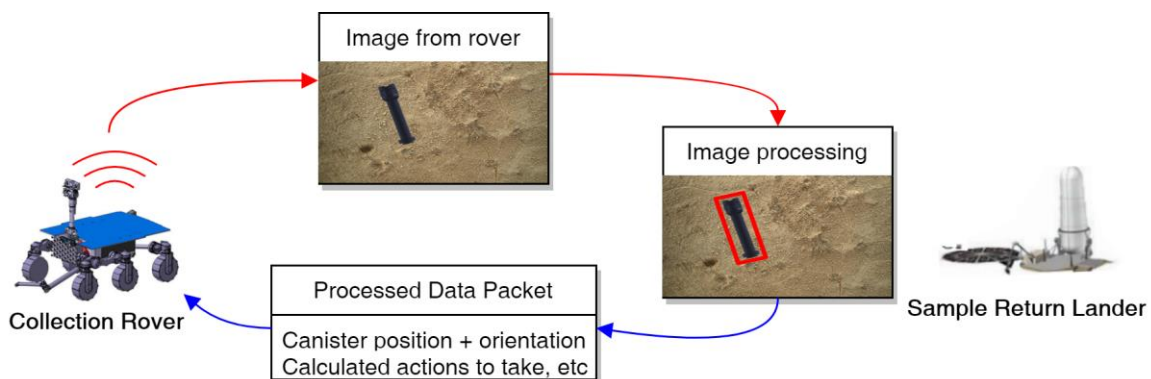 Image from rover
Image processing
Processed Data Packet
Canister position + orientation
Calculated actions to take, etc
Collection Rover
Sample Return Lander